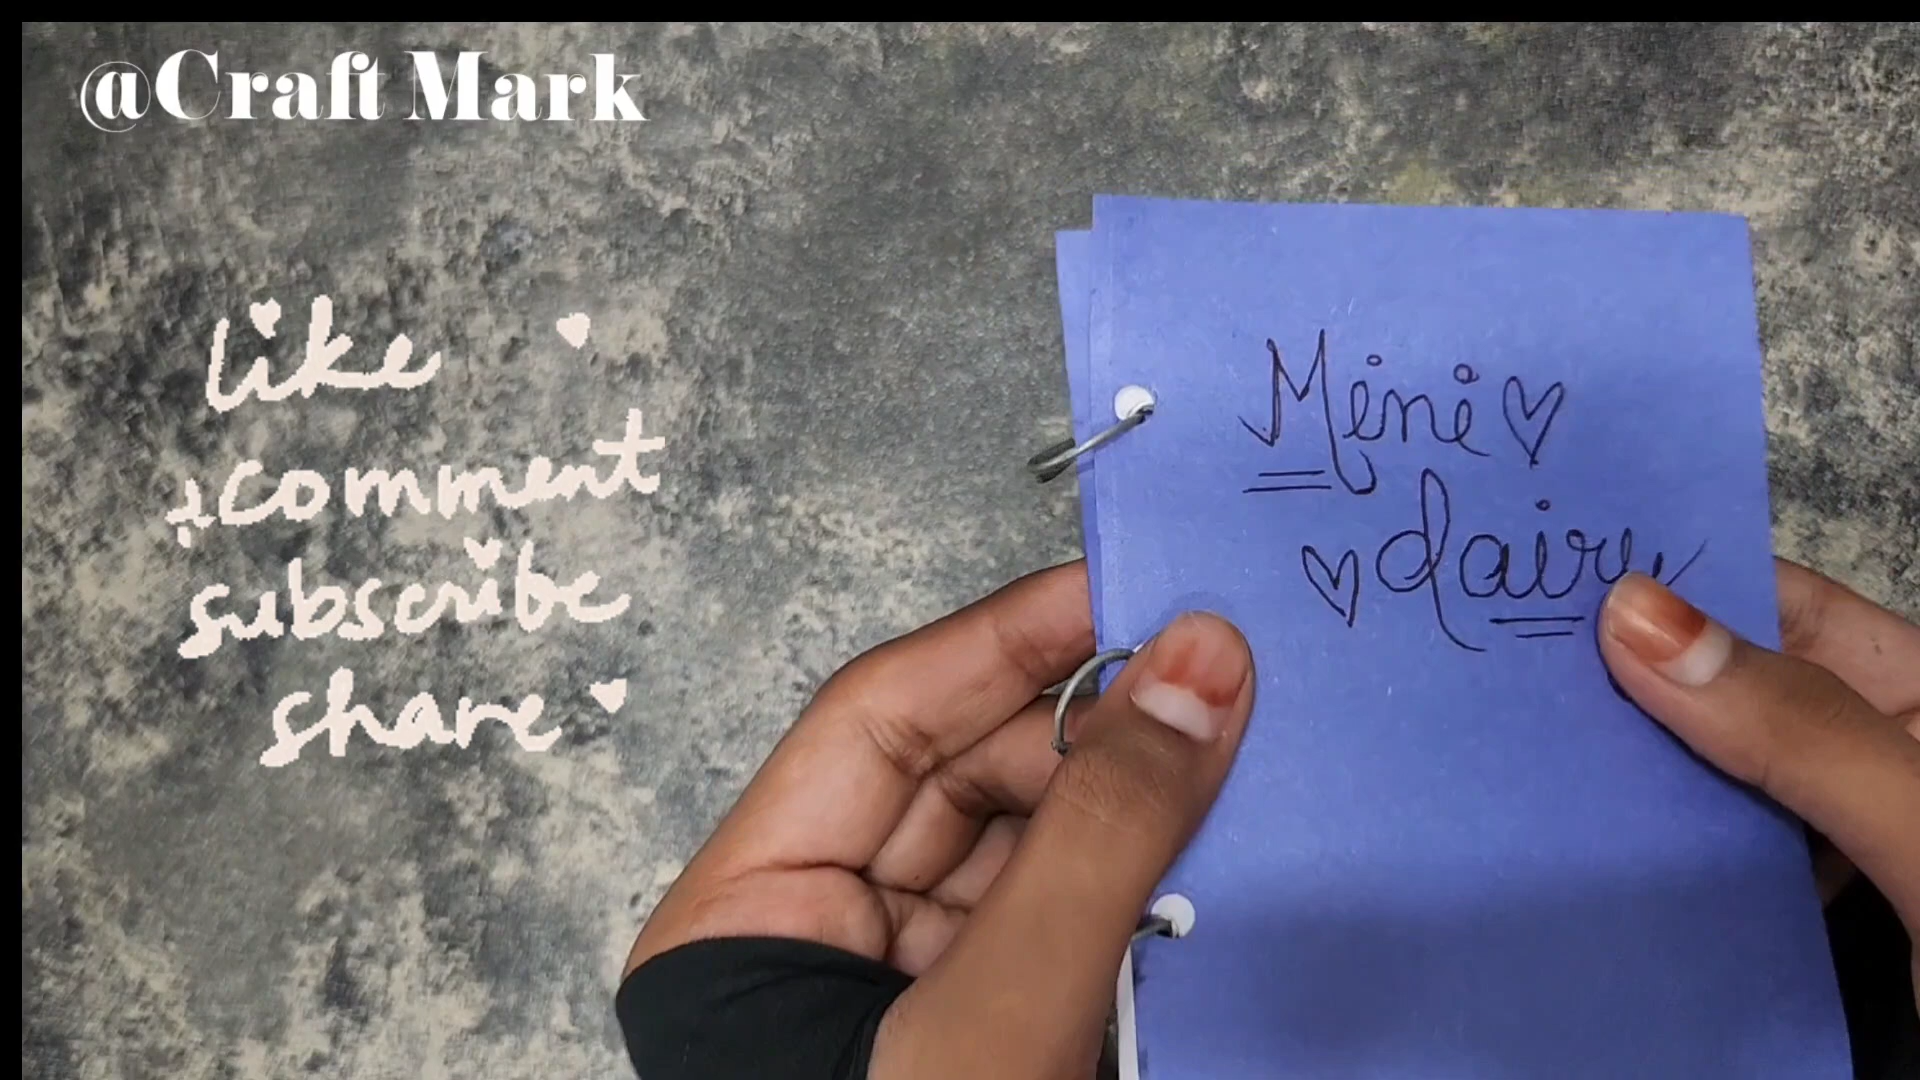 @Craft Mark
like
comment
subscribe
share
Mini
dairy